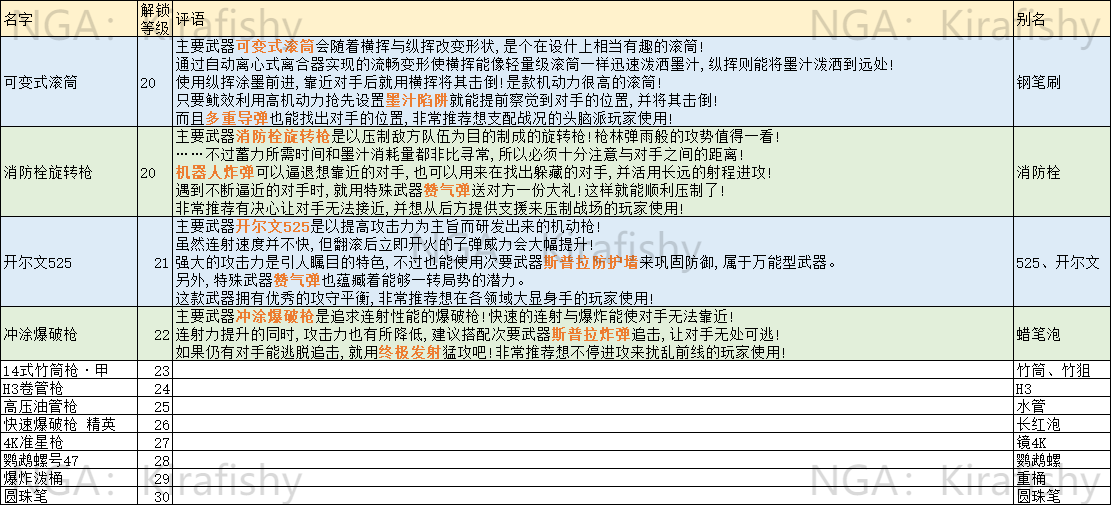 名字 解锁等级 评语 别名
可变式滚筒 20 主要武器可变式滚筒会随着横挥与纵挥改变形状,是个在设计上相当有趣的滚筒! 钢笔刷
通过自动离心式离合器实现的流畅变形使横挥能像轻量级滚筒一样迅速泼洒墨汁,纵挥则能将墨汁泼洒到远处!
使用纵挥涂墨前进,靠近对手后就用横挥将其击倒!是款机动力很高的滚筒!
只要鱿效利用高机动力抢先设置墨汁陷阱就能提前察觉到对手的位置,并将其击倒!
而且多重导弹也能找出对手的位置,非常推荐想支配战况的头脑派玩家使用!
消防栓旋转枪 20 主要武器消防栓旋转枪是以压制敌方队伍为目的制成的旋转枪!枪林弹雨般的攻势值得一看! 消防栓
……不过蓄力所需时间和墨汁消耗量都非比寻常,所以必须十分注意与对手之间的距离!
机器人炸弹可以逼退想靠近的对手,也可以用来在找出躲藏的对手,并活用长远的射程进攻!
遇到不断逼近的对手时,就用特殊武器赞气弹送对方一份大礼!这样就能顺利压制了!
非常推荐有决心让对手无法接近,并想从后方提供支援来压制战场的玩家使用!
开尔文525 21 主要武器开尔文525是以提高攻击力为主旨而研发出来的机动枪! 525、开尔文
虽然连射速度并不快,但翻滚后立即开火的子弹威力会大幅提升!
强大的攻击力是引人瞩目的特色,不过也能使用次要武器斯普拉防护墙来巩固防御,属于万能型武器。
另外,特殊武器赞气弹也蕴藏着能够一转局势的潜力。
这款武器拥有优秀的攻守平衡,非常推荐想在各领域大显身手的玩家使用!
冲涂爆破枪 22 主要武器冲涂爆破枪是追求连射性能的爆破枪!快速的连射与爆炸能使对手无法靠近! 蜡笔泡
连射力提升的同时,攻击力也有所降低,建议搭配次要武器斯普拉炸弹追击,让对手无处可逃!
如果仍有对手能逃脱追击,就用终极发射猛攻吧!非常推荐想不停进攻来扰乱前线的玩家使用!
14式竹筒枪·甲 23 竹筒、竹狙
H3卷管枪 24 H3
高压油管枪 25 水管
快速爆破枪 精英 26 长红泡
4K准星枪 27 镜4K
鹦鹉螺号47 28 鹦鹉螺
爆炸泼桶 29 重桶
圆珠笔 30 圆珠笔
NGA: Kirafishy
NGA: Kirafishy
NGA: Kirafishy
NGA: Kirafishy
NGA: Kirafishy